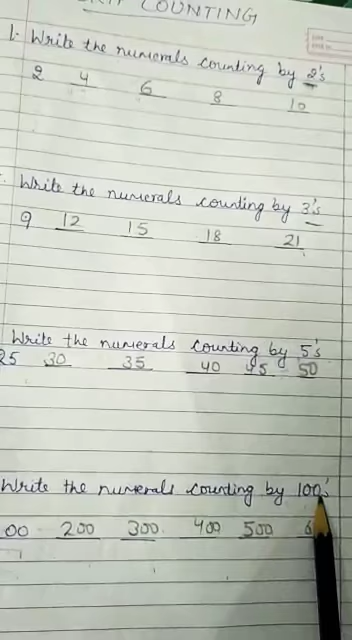 SKIP COUNTING
1. Write the numerals counting by 2's
2 4 6 8 10
Write the numerals counting by 3's
9 12 15 18 21
Write the numerals counting by 5's
25 30 35 40 45 50
Write the numerals counting by 100's
00 200 300 400 500 6